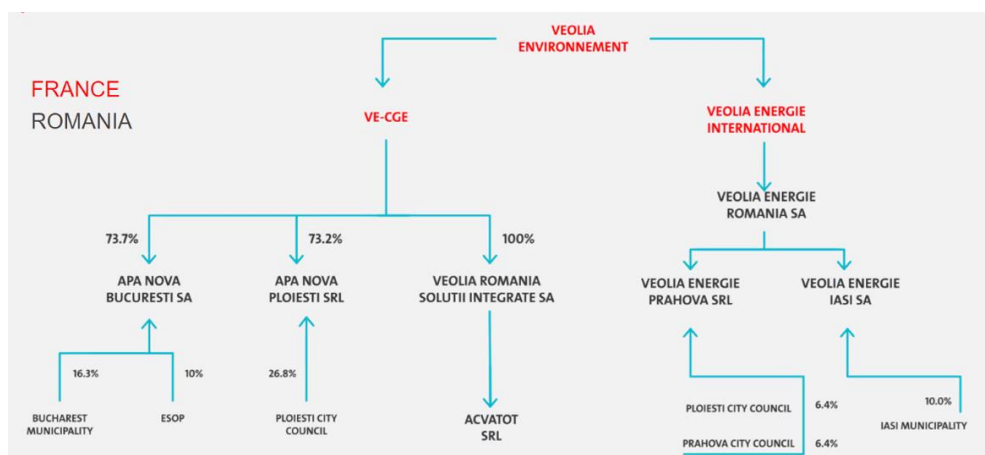 VEOLIA
ENVIRONNEMENT
FRANCE
ROMANIA
VE-CGE
VEOLIA ENERGIE
INTERNATIONAL
VEOLIA ENERGIE
ROMANIA SA
73.7%
73.2%
100%
APA NOVA
BUCURESTI SA
APA NOVA
PLOIESTI SRL
VEOLIA ROMANIA
SOLUTII INTEGRATE SA
VEOLIA ENERGIE
PRAHOVA SRL
VEOLIA ENERGIE
IASI SA
16.3%
10%
26.8%
BUCHAREST
MUNICIPALITY
ESOP
PLOIESTI CITY
COUNCIL
ACVATOT
SRL
PLOIESTI CITY COUNCIL
6.4%
PRAHOVA CITY COUNCIL
6.4%
10.0%
IASI MUNICIPALITY